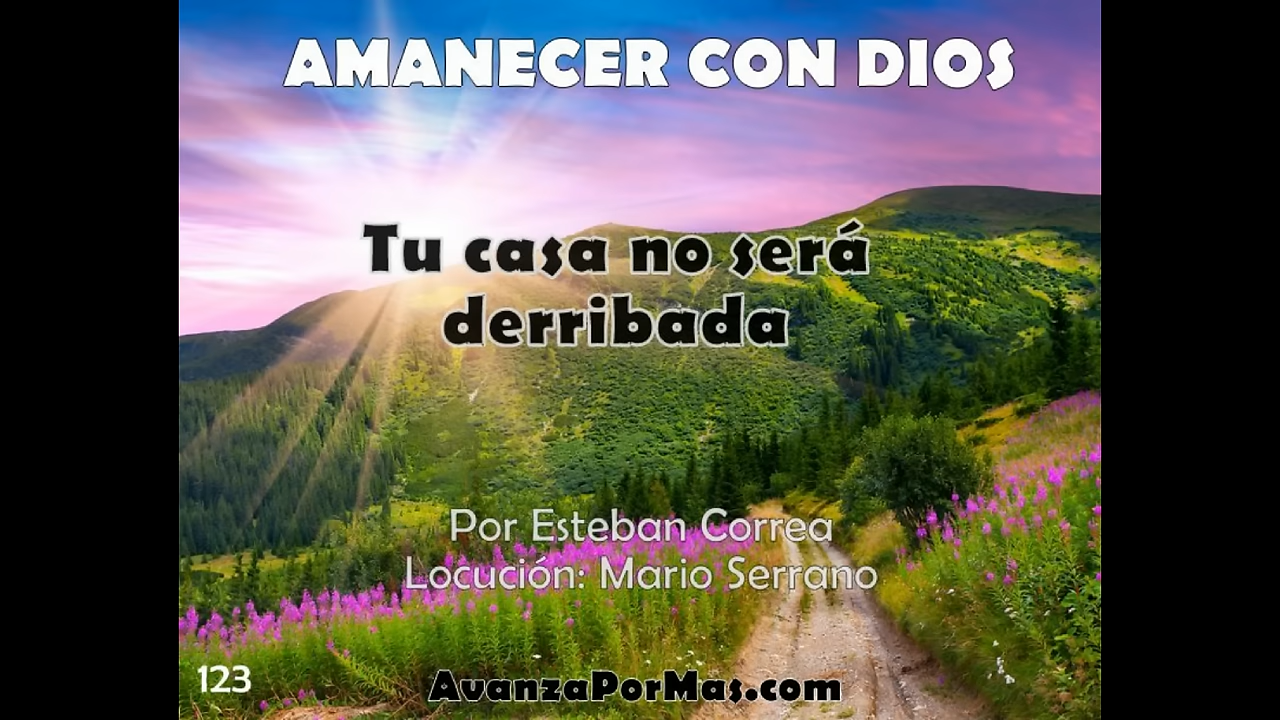 AMANECER CON DIOS
Tu casa no será
derribada
Por Esteban Correa
Locución: Mario Serrano
123
AvanzaPorMas.com